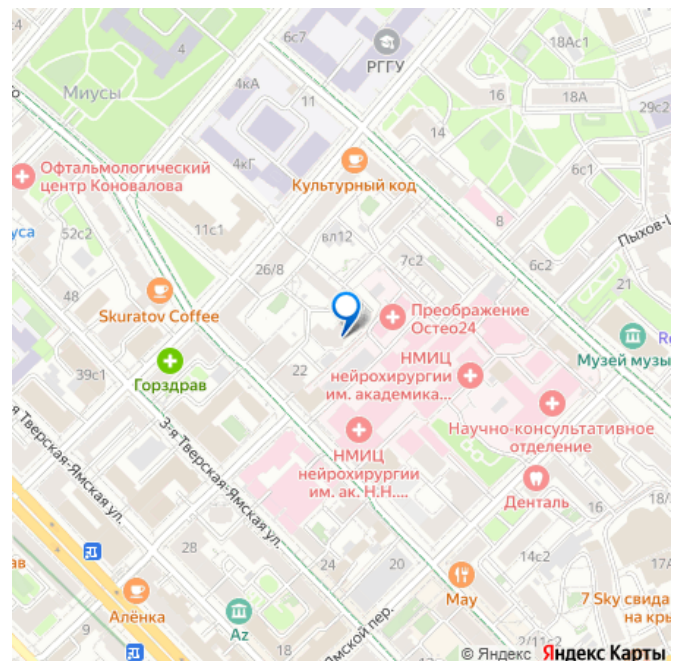 4
6с7
РГГУ
18Ас1
Миусы
4кА
11
16
18А
29с2
14
Офтальмологический
центр Коновалова
4кГ
Культурный код
6с1
8
52с2
11с1
вл12
Пыхов-
26/8
7с2
6с2
21
48
Skuratov Coffee
Преображение
Остео24
Музей музы
НМИЦ
нейрохирургии
им. академика...
Горздрав
22
39с1
Научно-консультативное
отделение
НМИЦ
нейрохирургии
им. ак. Н.Н....
3-я Тверская-Ямская ул.
я Тверская-Ямская ул.
Денталь
16
18/
28
24
20
14с2
17А
Алёнка
Az
May
7 Sky свида
на кры
9
28
Ямской пер.
2/11с2
© Яндекс Яндекс Карты